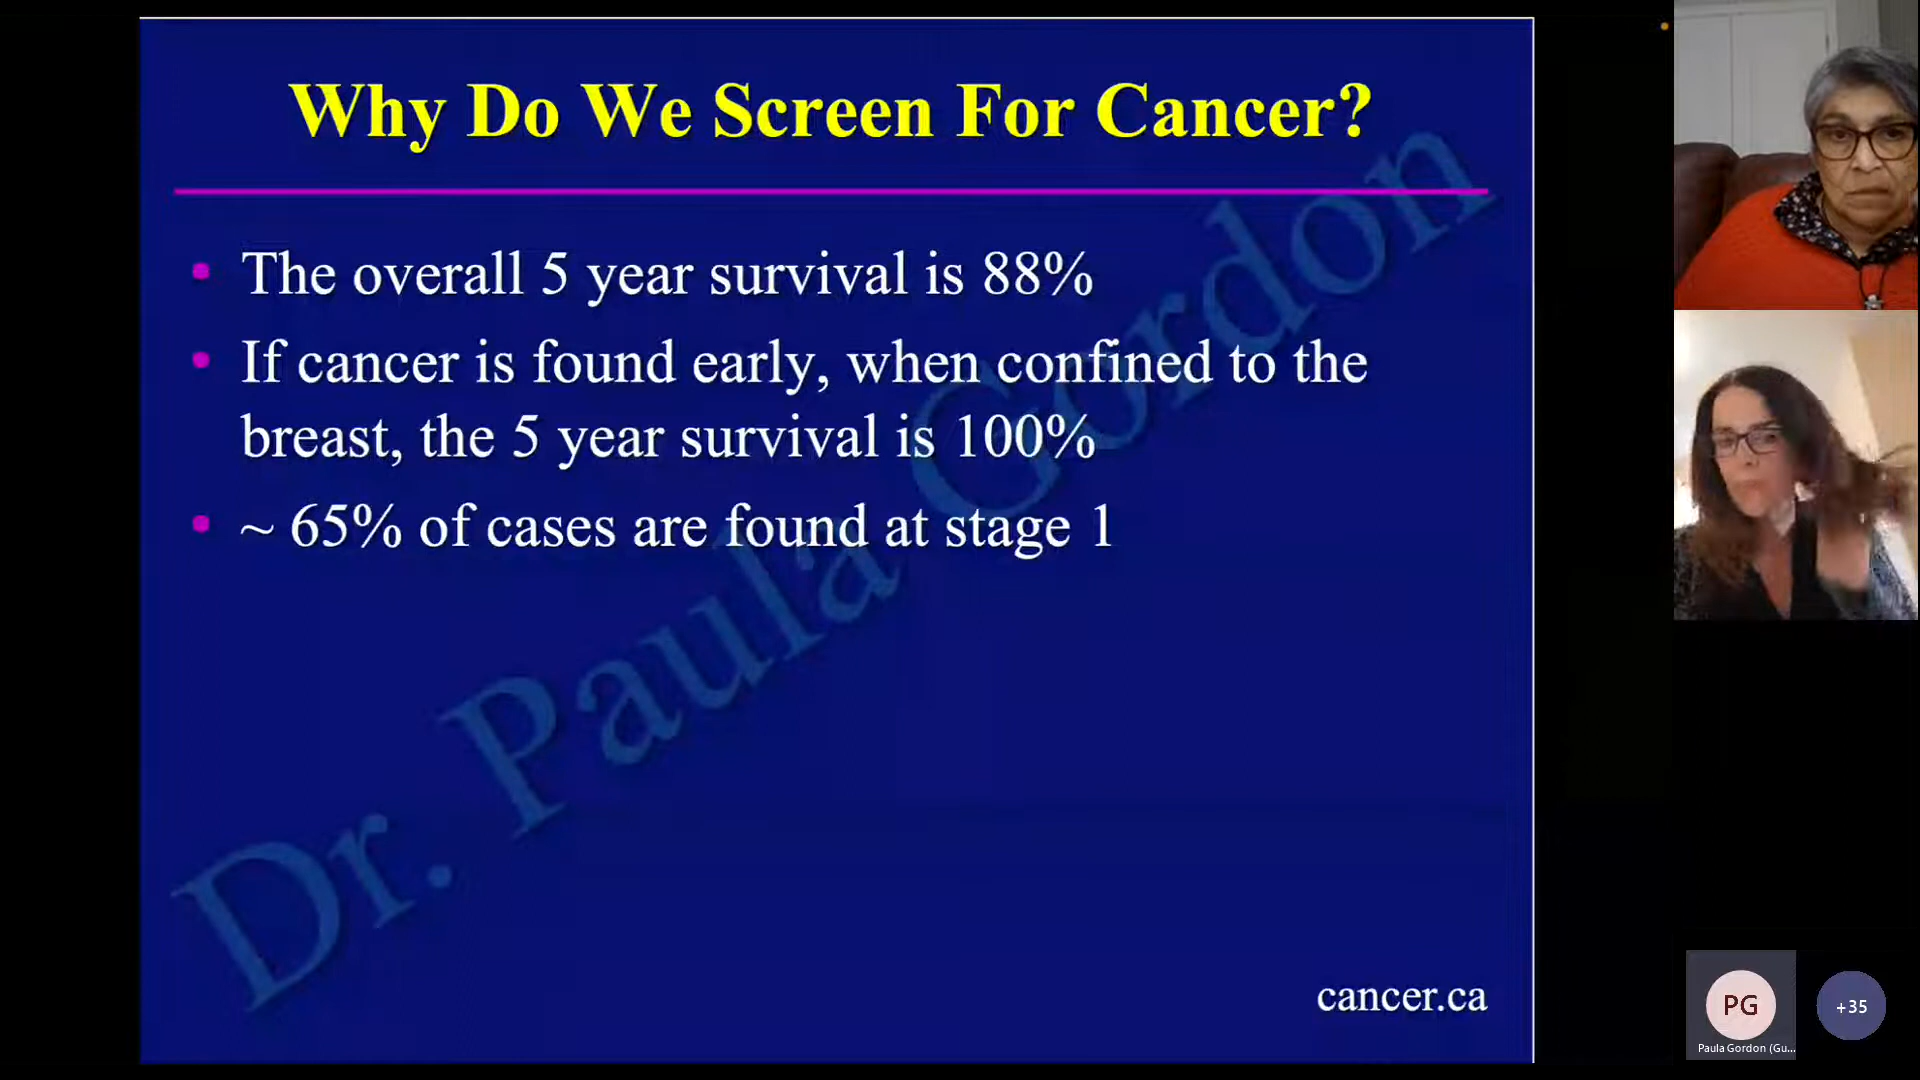 Why Do We Screen For Cancer?
• The overall 5 year survival is 88%
• If cancer is found early, when confined to the
breast, the 5 year survival is 100%
• ~ 65% of cases are found at stage 1
Dr. Paula Gordon
cancer.ca
PG
Paula Gordon (Gu...
+35